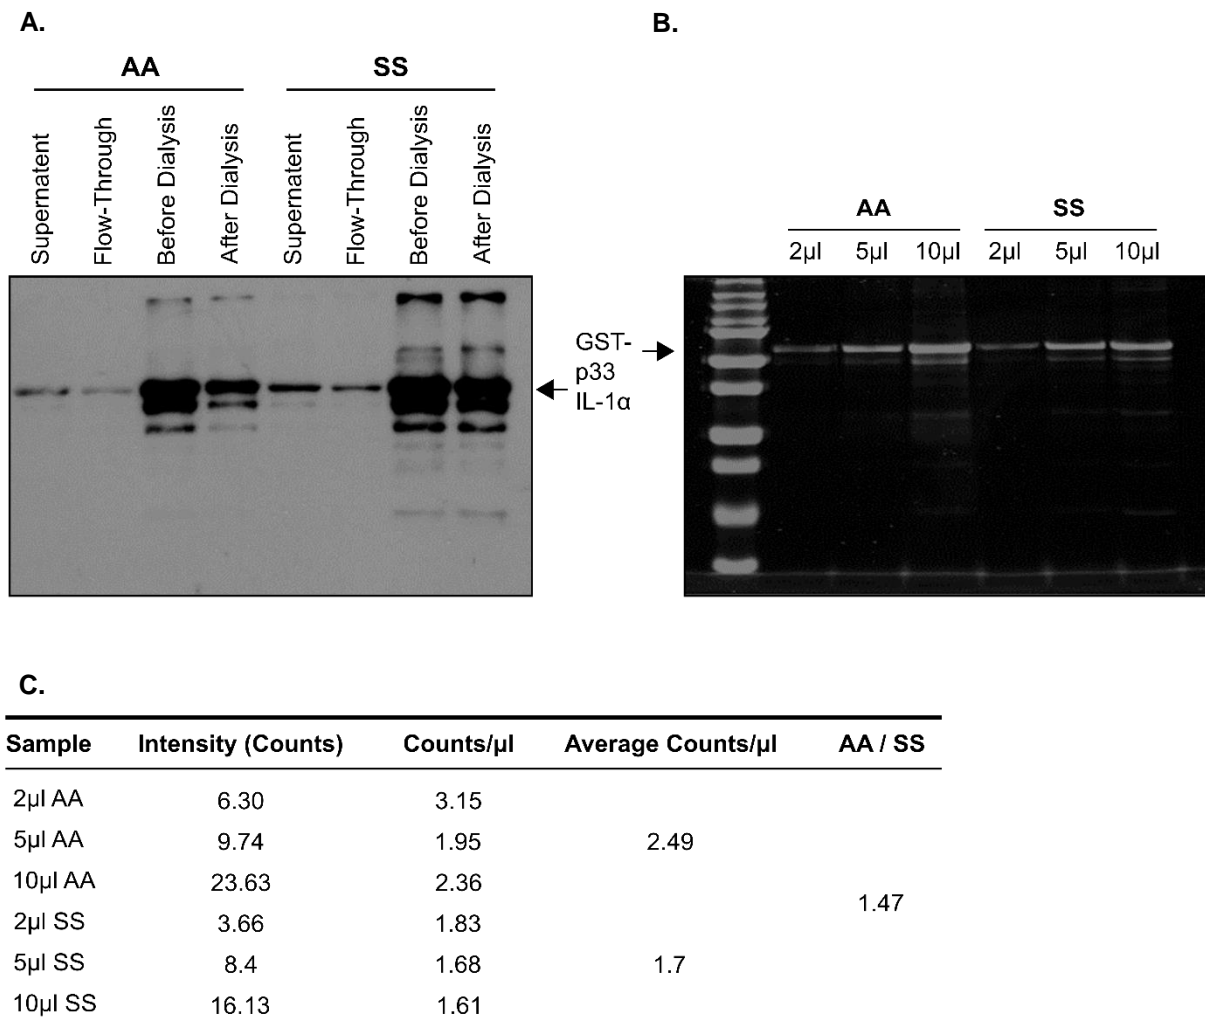 A.
AA SS
Supernatent
Flow-Through
Before Dialysis
After Dialysis
Supernatent
Flow-Through
Before Dialysis
After Dialysis
GST-
p33
IL-1α
B.
AA SS
2µl 5µl 10µl 2µl 5µl 10µl
C.
Sample Intensity (Counts) Counts/µl Average Counts/µl AA / SS
2µl AA 6.30 3.15
5µl AA 9.74 1.95 2.49
10µl AA 23.63 2.36
1.47
2µl SS 3.66 1.83
5µl SS 8.4 1.68 1.7
10µl SS 16.13 1.61